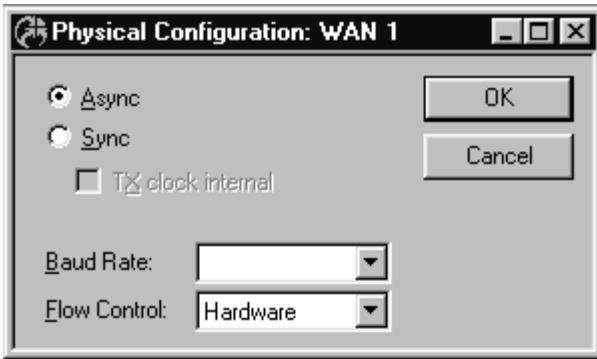 Physical Configuration: WAN 1
Async
OK
Sync
Cancel
TX clock internal
Baud Rate:
Flow Control: Hardware